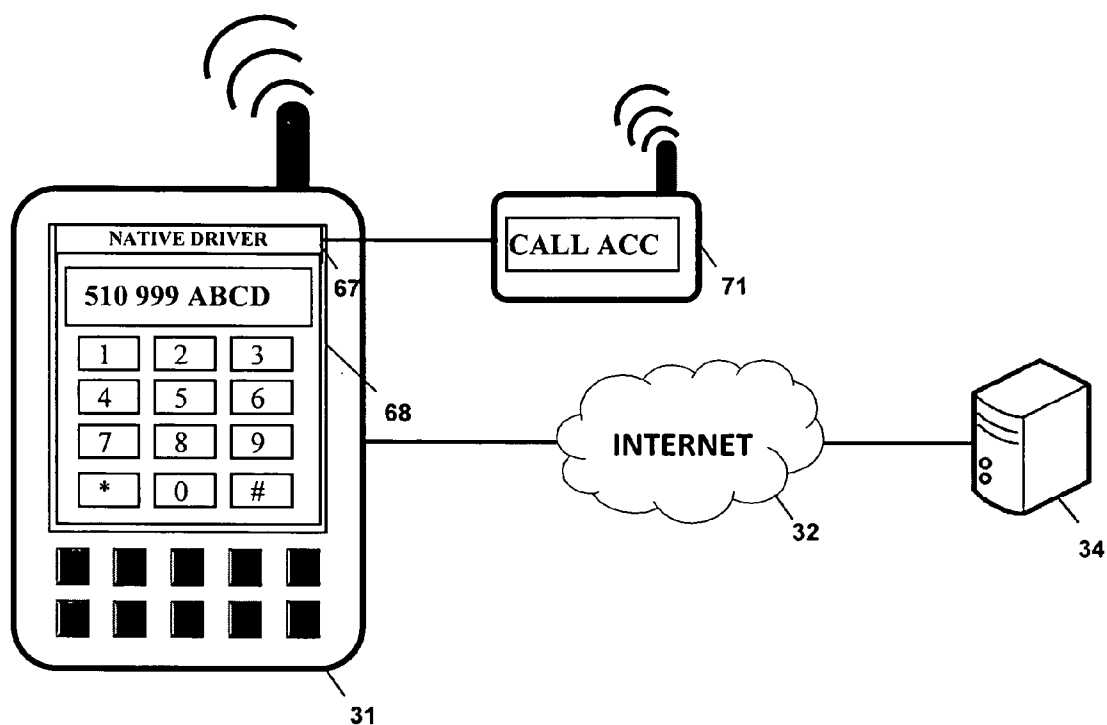 NATIVE DRIVER
510 999 ABCD
1 2 3
4 5 6
7 8 9
* 0 #
67
68
31
CALL ACC
71
INTERNET
32
34